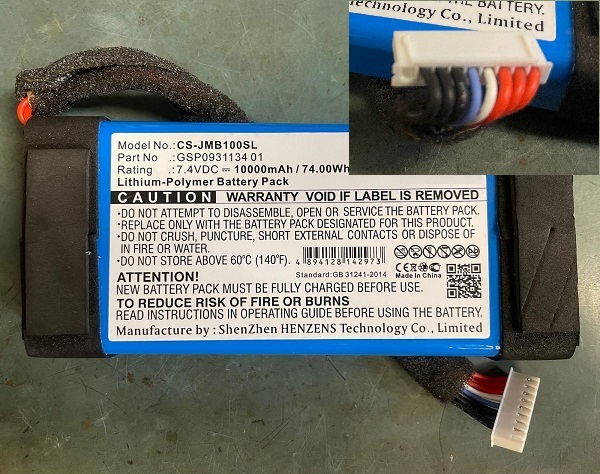 THE BATTERY.
chnology Co., Limited
Model No.:CS-JMB100SL
Part No .:GSP0931134 01
Rating .:7.4VDC ⎓ 10000mAh / 74.00Wh
Lithium-Polymer Battery Pack
CAUTION WARRANTY VOID IF LABEL IS REMOVED
•DO NOT ATTEMPT TO DISASSEMBLE, OPEN OR SERVICE THE BATTERY PACK.
•REPLACE ONLY WITH THE BATTERY PACK DESIGNATED FOR THIS PRODUCT.
•DO NOT CRUSH, PUNCTURE, SHORT EXTERNAL CONTACTS OR DISPOSE OF
IN FIRE OR WATER.
•DO NOT STORE ABOVE 60℃ (140℉).
4 894128 142973
Standard:GB 31241-2014
CE FC
Made In China
ATTENTION!
NEW BATTERY PACK MUST BE FULLY CHARGED BEFORE USE.
TO REDUCE RISK OF FIRE OR BURNS
READ INSTRUCTIONS IN OPERATING GUIDE BEFORE USING THE BATTERY.
Manufacture by : ShenZhen HENZENS Technology Co., Limited